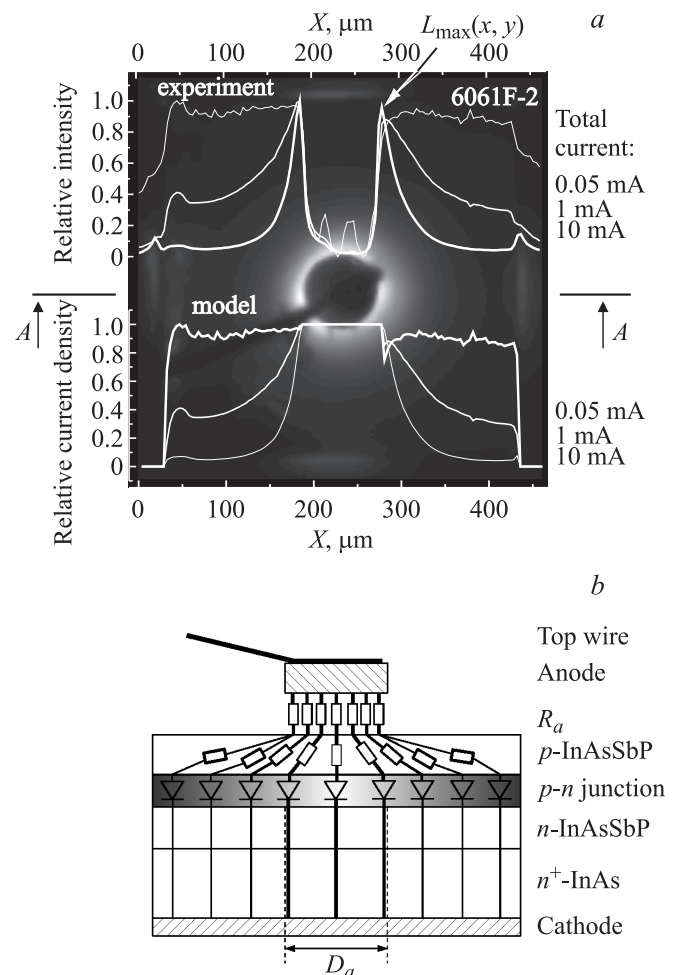 a
X, μm
L_max(x, y)
0 100 200 300 400
experiment
6061F-2
Relative intensity
1.0
0.8
0.6
0.4
0.2
0
Total
current:
0.05 mA
1 mA
10 mA
A
A
model
Relative current density
1.0
0.8
0.6
0.4
0.2
0
0.05 mA
1 mA
10 mA
0 100 200 300 400
X, μm
b
Top wire
Anode
R_a
p-InAsSbP
p-n junction
n-InAsSbP
n⁺-InAs
Cathode
D_a